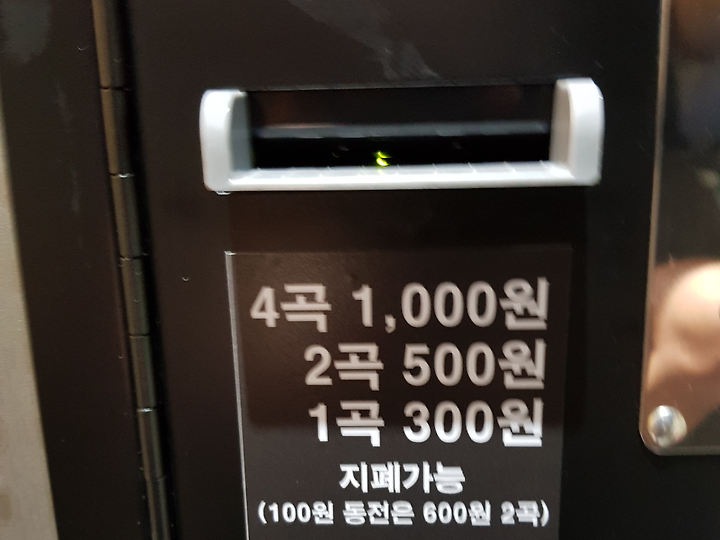 4곡 1,000원
2곡 500원
1곡 300원
지폐가능
(100원 동전은 600원 2곡)